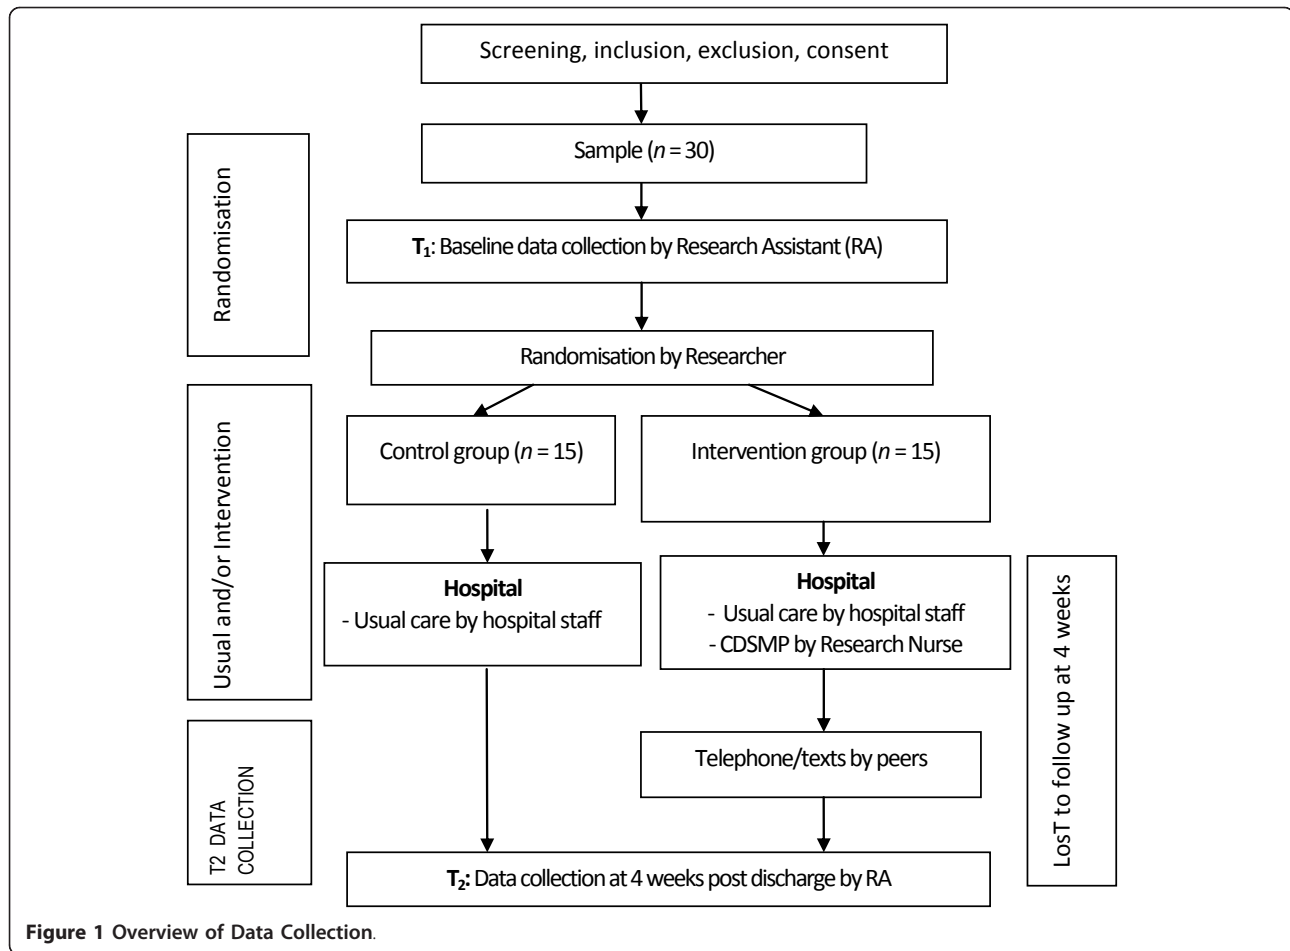 Screening, inclusion, exclusion, consent
Randomisation
Sample (n = 30)
T₁: Baseline data collection by Research Assistant (RA)
Randomisation by Researcher
Usual and/or Intervention
Control group (n = 15)
Intervention group (n = 15)
Hospital
- Usual care by hospital staff
Hospital
- Usual care by hospital staff
- CDSMP by Research Nurse
LosT to follow up at 4 weeks
T2 DATA
COLLECTION
Telephone/texts by peers
T₂: Data collection at 4 weeks post discharge by RA
Figure 1 Overview of Data Collection.